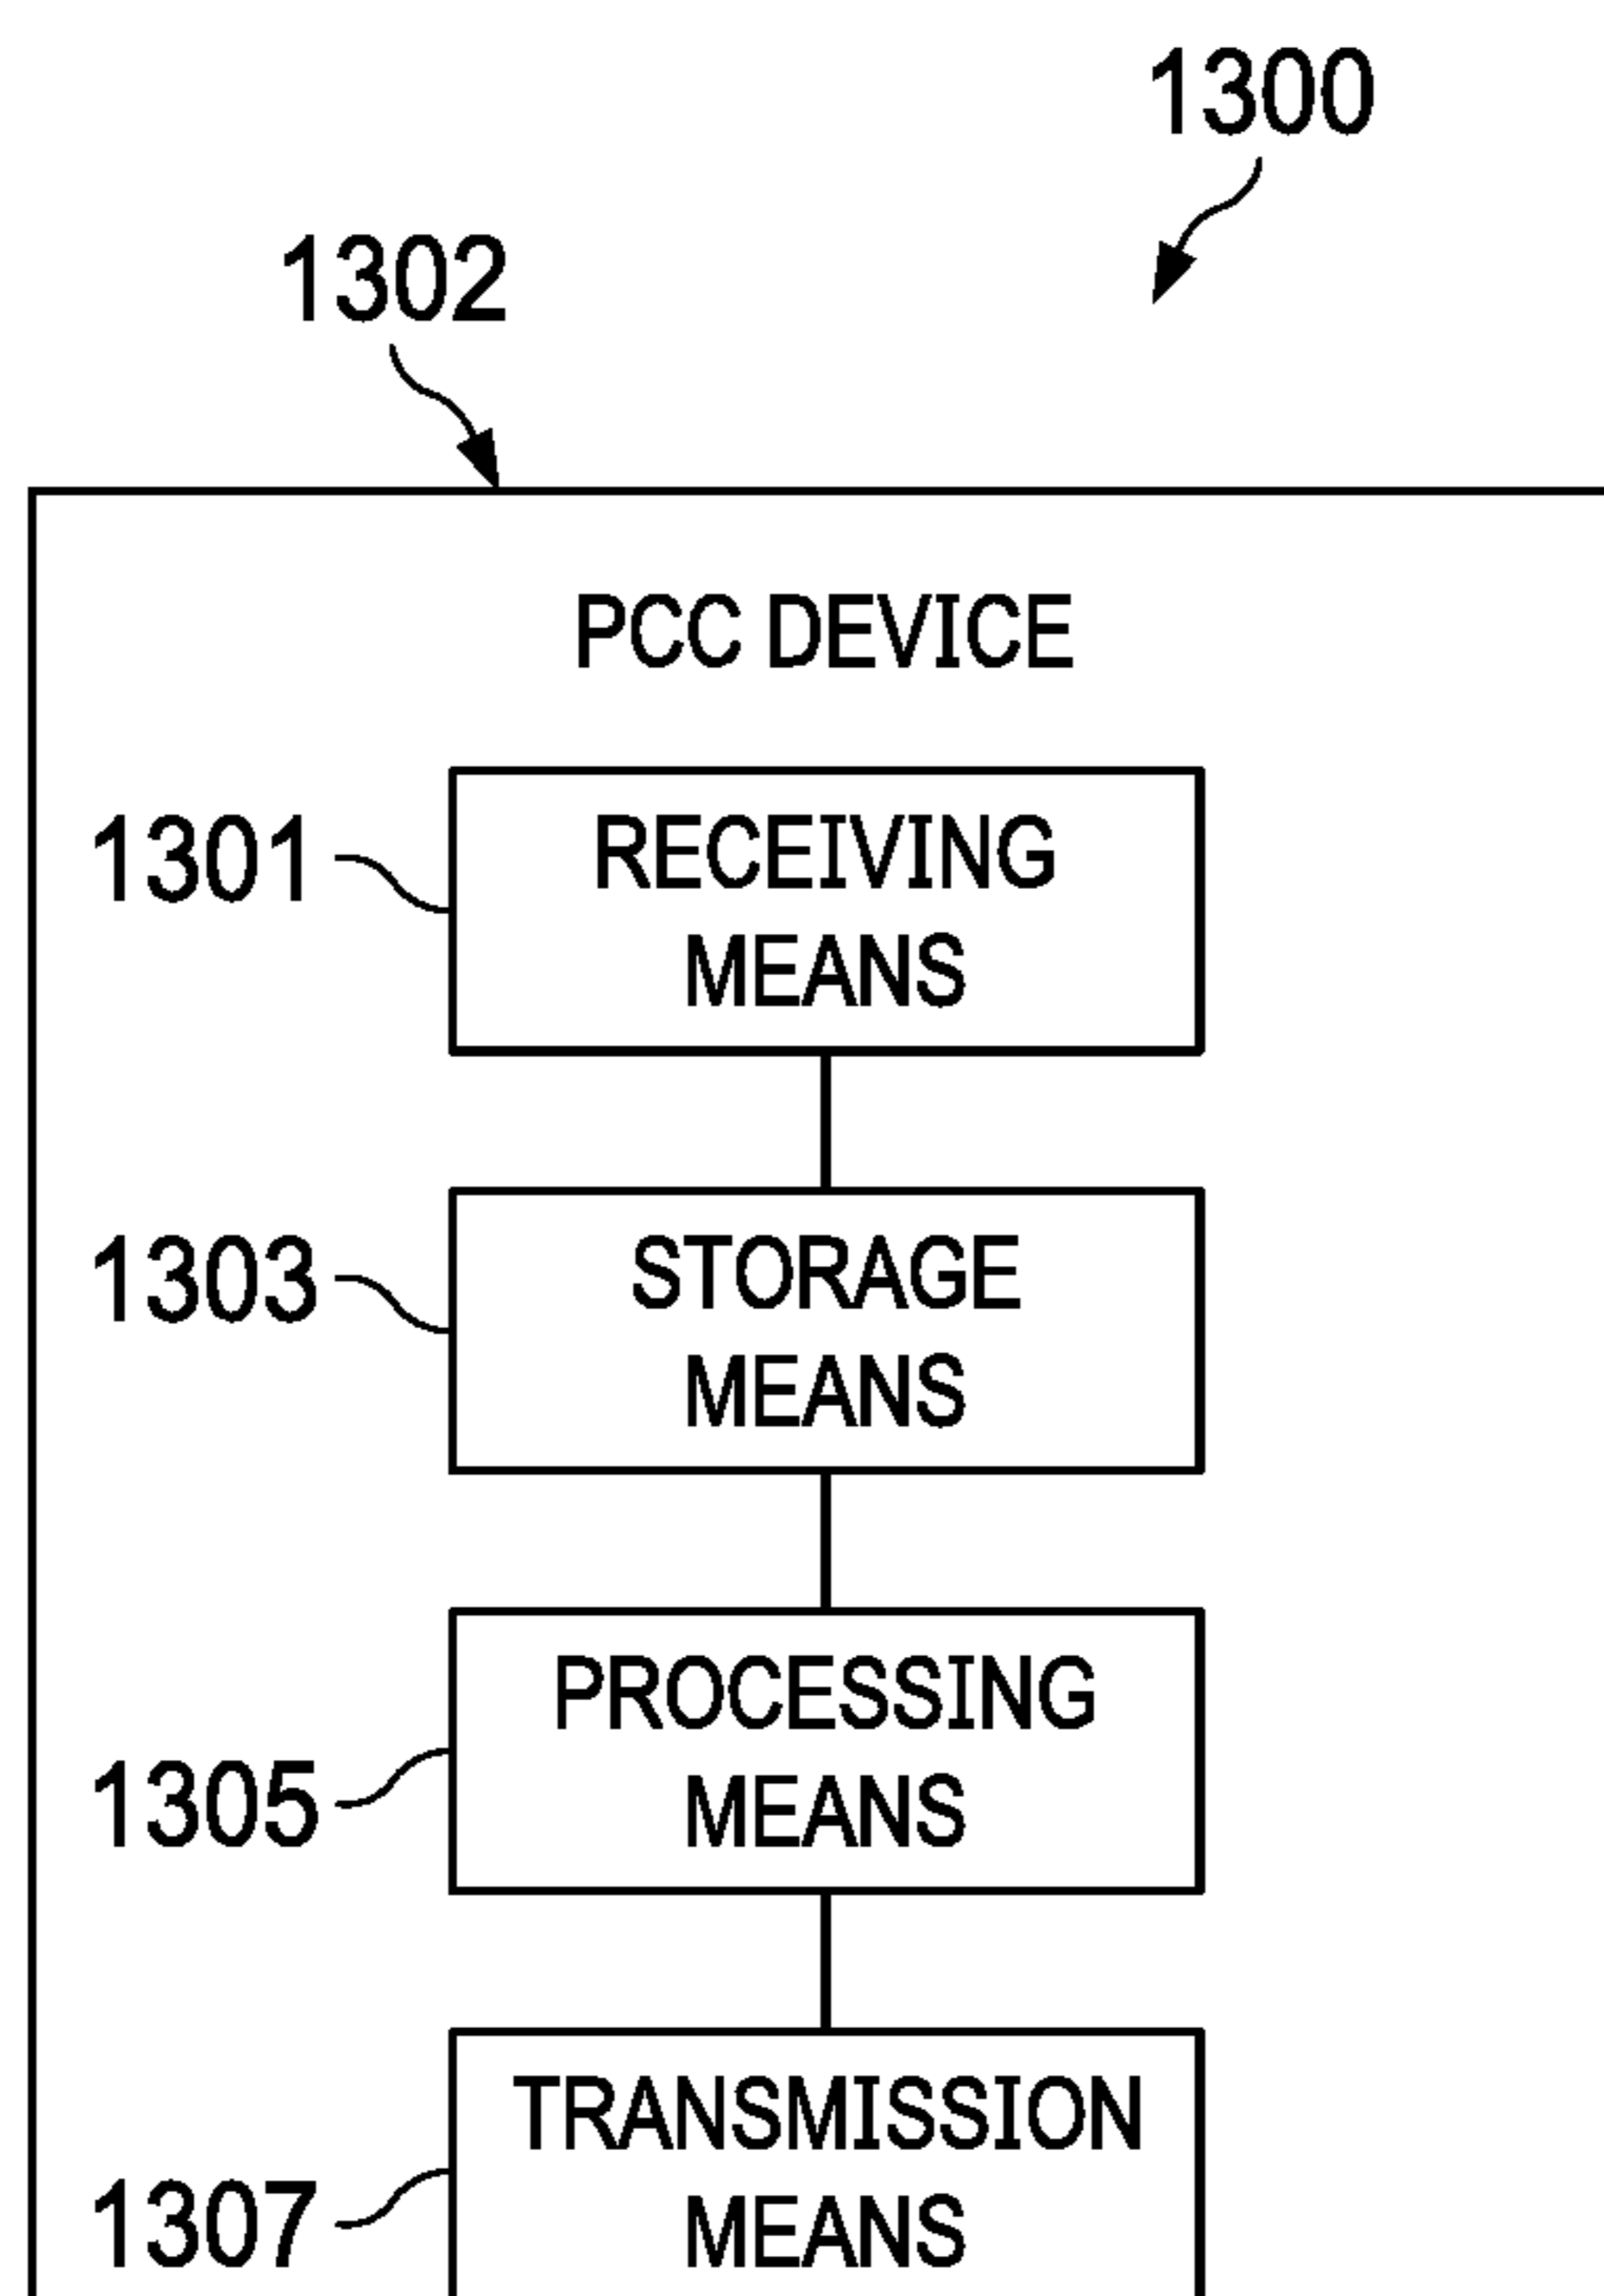 1300
1302
PCC DEVICE
1301
RECEIVING
MEANS
1303
STORAGE
MEANS
PROCESSING
1305
MEANS
TRANSMISSION
1307
MEANS